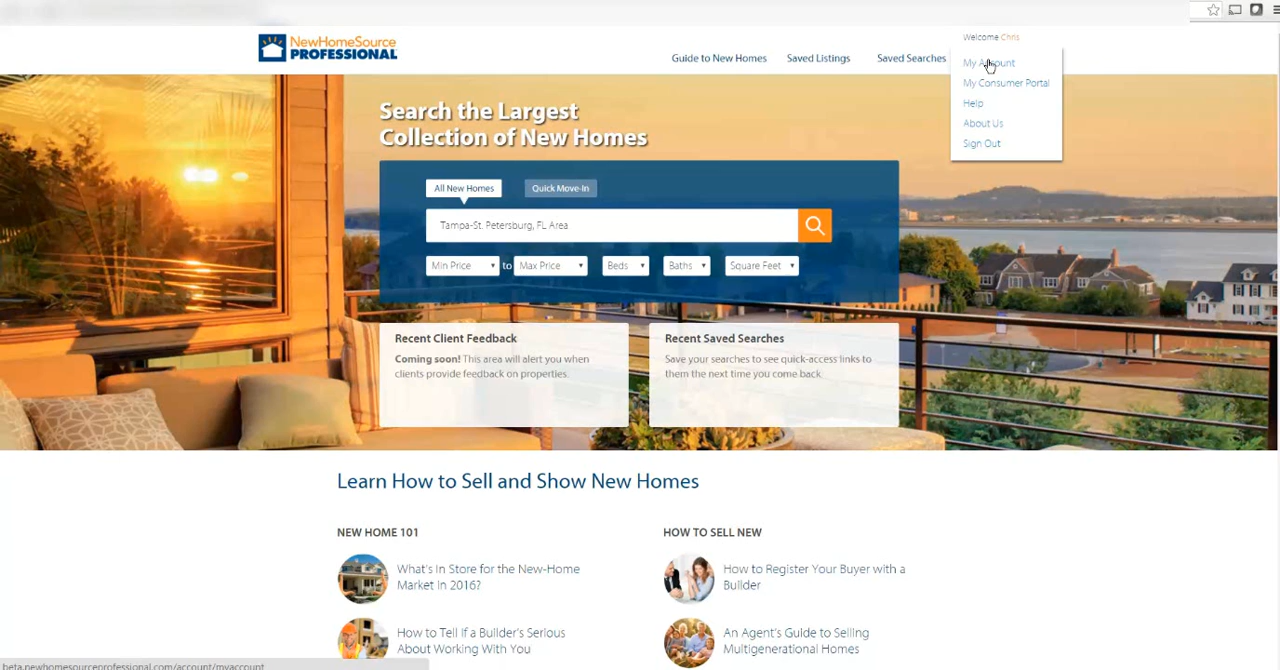 NewHomeSource
PROFESSIONAL
Guide to New Homes
Saved Listings
Saved Searches
Welcome Chris
My Account
My Consumer Portal
Help
About Us
Sign Out
Search the Largest
Collection of New Homes
All New Homes
Quick Move-In
Tampa-St. Petersburg, FL Area
Min Price to Max Price Beds Baths Square Feet
Recent Client Feedback
Coming soon! This area will alert you when
clients provide feedback on properties.
Recent Saved Searches
Save your searches to see quick-access links to
them the next time you come back.
Learn How to Sell and Show New Homes
NEW HOME 101
What's In Store for the New-Home
Market In 2016?
How to Tell If a Builder's Serious
About Working With You
HOW TO SELL NEW
How to Register Your Buyer with a
Builder
An Agent's Guide to Selling
Multigenerational Homes
beta.newhomesourceprofessional.com/account/myaccount